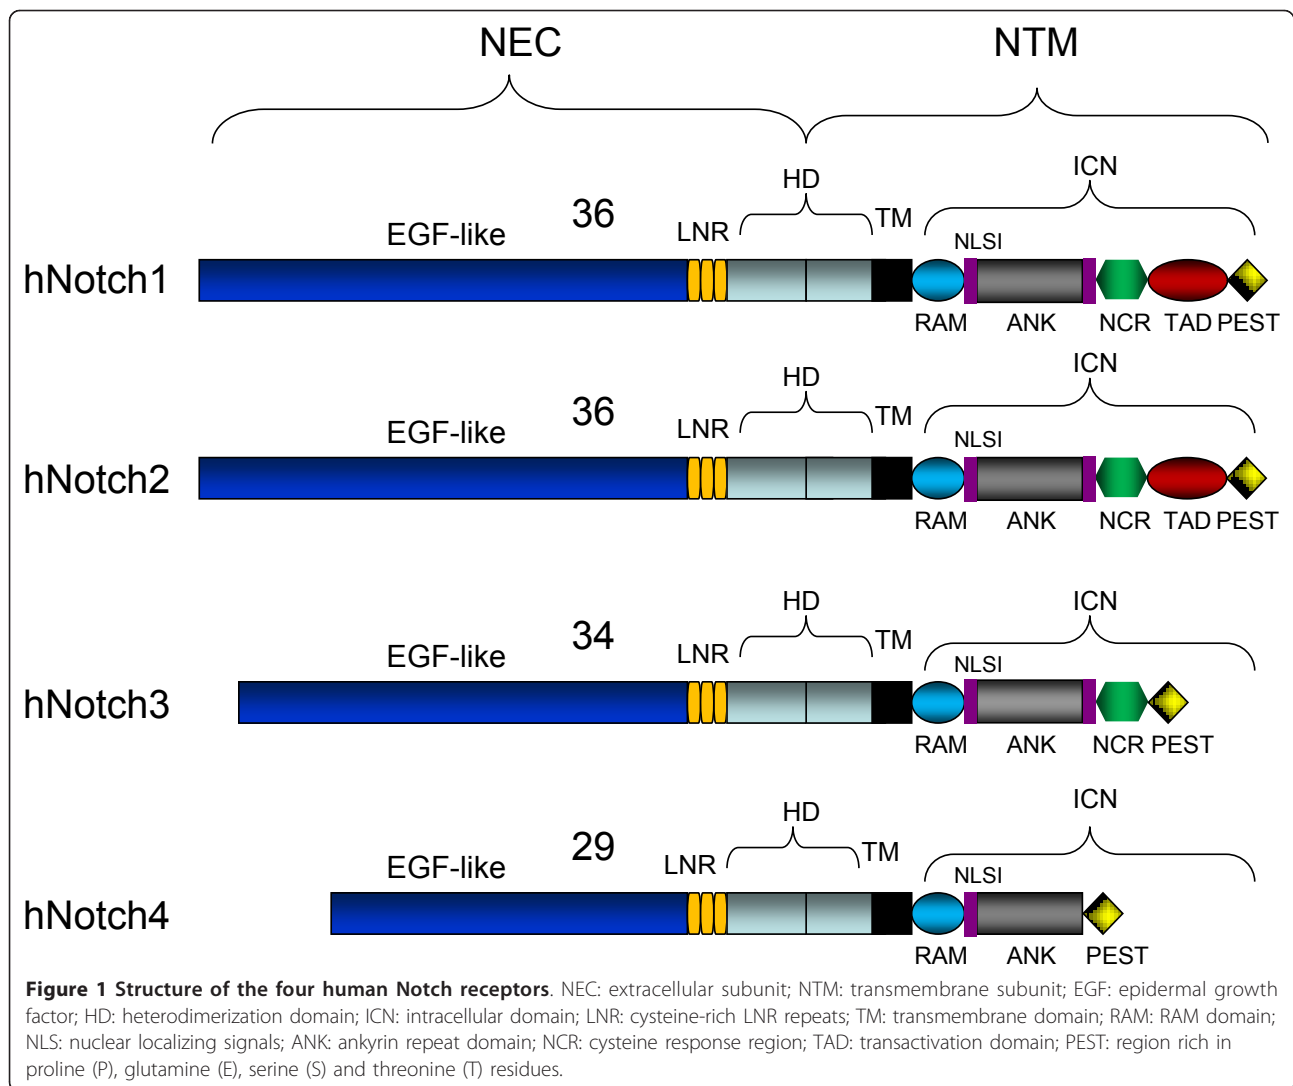 NEC NTM
HD ICN
36 TM
EGF-like LNR NLSI
hNotch1
RAM ANK NCR TAD PEST
HD ICN
36 TM
EGF-like LNR NLSI
hNotch2
RAM ANK NCR TAD PEST
HD ICN
34 TM
EGF-like LNR NLSI
hNotch3
RAM ANK NCR PEST
HD ICN
29 TM
EGF-like LNR NLSI
hNotch4
RAM ANK PEST
Figure 1 Structure of the four human Notch receptors. NEC: extracellular subunit; NTM: transmembrane subunit; EGF: epidermal growth
factor; HD: heterodimerization domain; ICN: intracellular domain; LNR: cysteine-rich LNR repeats; TM: transmembrane domain; RAM: RAM domain;
NLS: nuclear localizing signals; ANK: ankyrin repeat domain; NCR: cysteine response region; TAD: transactivation domain; PEST: region rich in
proline (P), glutamine (E), serine (S) and threonine (T) residues.